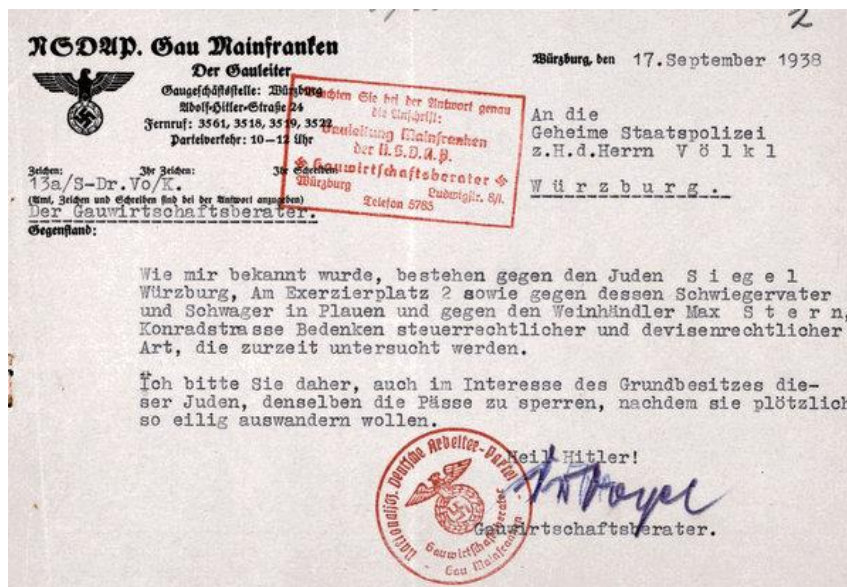 2
NSDAP. Gau Mainfranken
Der Gauleiter
Gaugeschäftsstelle: Würzburg
Adolf-Hitler-Straße 24
Fernruf: 3561, 3518, 3519, 3522
Parteiverkehr: 10–12 Uhr
Zeichen: Ihr Zeichen: Ihr Schreiben:
13a/S-Dr.Vo/K.
(Amt, Zeichen und Schreiben sind bei der Antwort anzugeben)
Der Gauwirtschaftsberater.
Gegenstand:
Beachten Sie bei der Antwort genau
die Anschrift:
Gauleitung Mainfranken
der N.S.D.A.P.
Gauwirtschaftsberater
Würzburg Ludwigstr. 8/I.
Telefon 5785
Würzburg, den 17.September 1938
An die
Geheime Staatspolizei
z.H.d.Herrn V ö l k l
W ü r z b u r g .
Wie mir bekannt wurde, bestehen gegen den Juden S i e g e l
Würzburg, Am Exerzierplatz 2 sowie gegen dessen Schwiegervater
und Schwager in Plauen und gegen den Weinhändler Max S t e r n,
Konradstrasse Bedenken steuerrechtlicher und devisenrechtlicher
Art, die zurzeit untersucht werden.
Ich bitte Sie daher, auch im Interesse des Grundbesitzes die-
ser Juden, denselben die Pässe zu sperren, nachdem sie plötzlich
so eilig auswandern wollen.
Heil Hitler!
Gauwirtschaftsberater.
Nationalsoz. Deutsche Arbeiter-Partei
Gauwirtschaftsberater
Gau Mainfranken